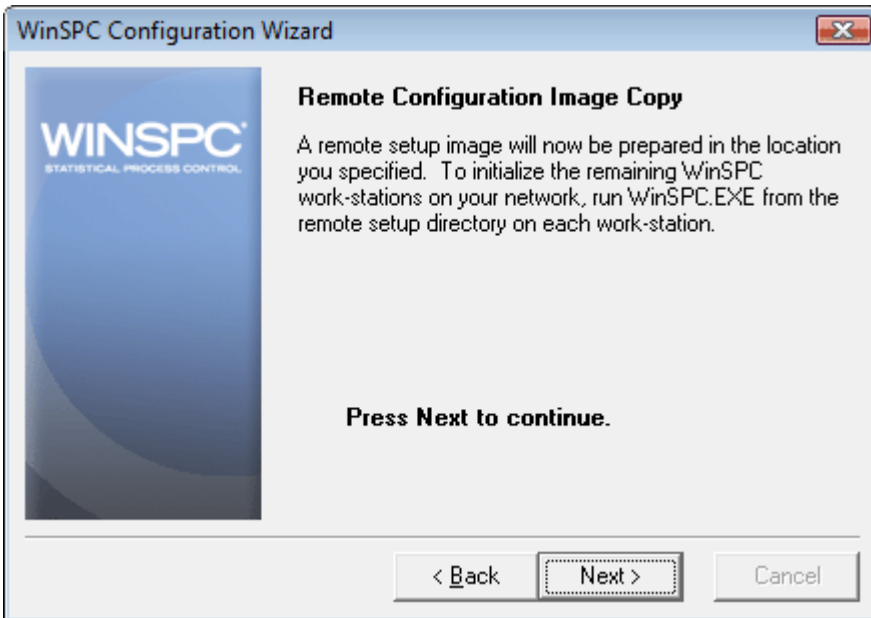 WinSPC Configuration Wizard
WINSPC
STATISTICAL PROCESS CONTROL
Remote Configuration Image Copy
A remote setup image will now be prepared in the location
you specified.  To initialize the remaining WinSPC
work-stations on your network, run WinSPC.EXE from the
remote setup directory on each work-station.
Press Next to continue.
< Back
Next >
Cancel